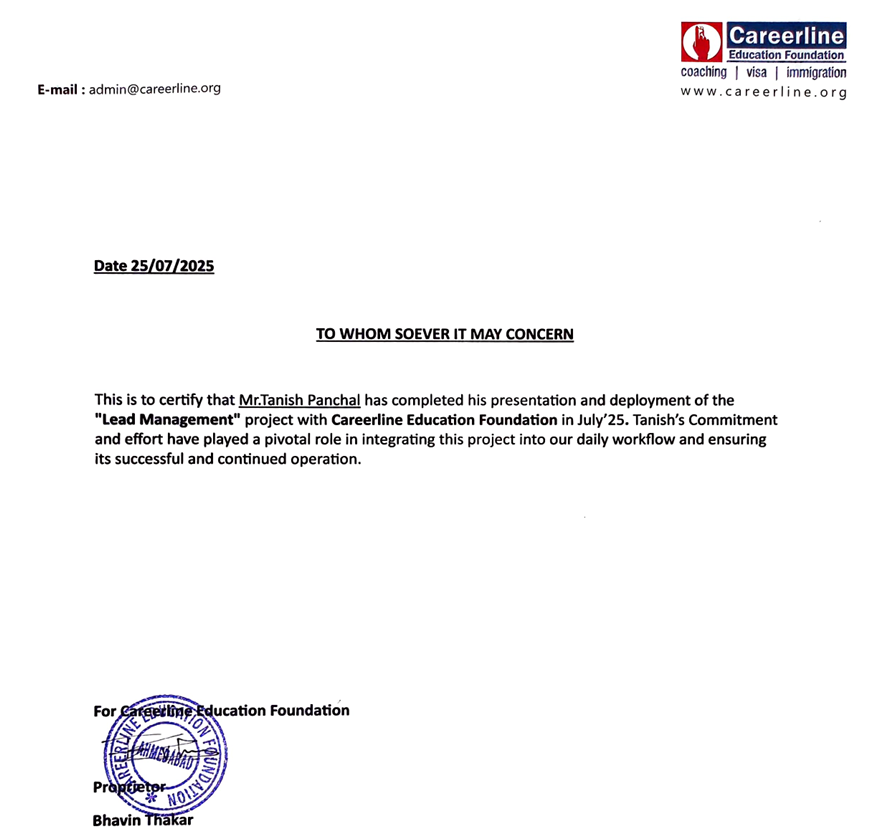 Careerline
Education Foundation
coaching | visa | immigration
www.careerline.org
E-mail : admin@careerline.org
Date 25/07/2025
TO WHOM SOEVER IT MAY CONCERN
This is to certify that Mr.Tanish Panchal has completed his presentation and deployment of the
"Lead Management" project with Careerline Education Foundation in July’25. Tanish’s Commitment
and effort have played a pivotal role in integrating this project into our daily workflow and ensuring
its successful and continued operation.
For Careerline Education Foundation
CAREERLINE EDUCATION FOUNDATION
AHMEDABAD
Proprietor
Bhavin Thakar